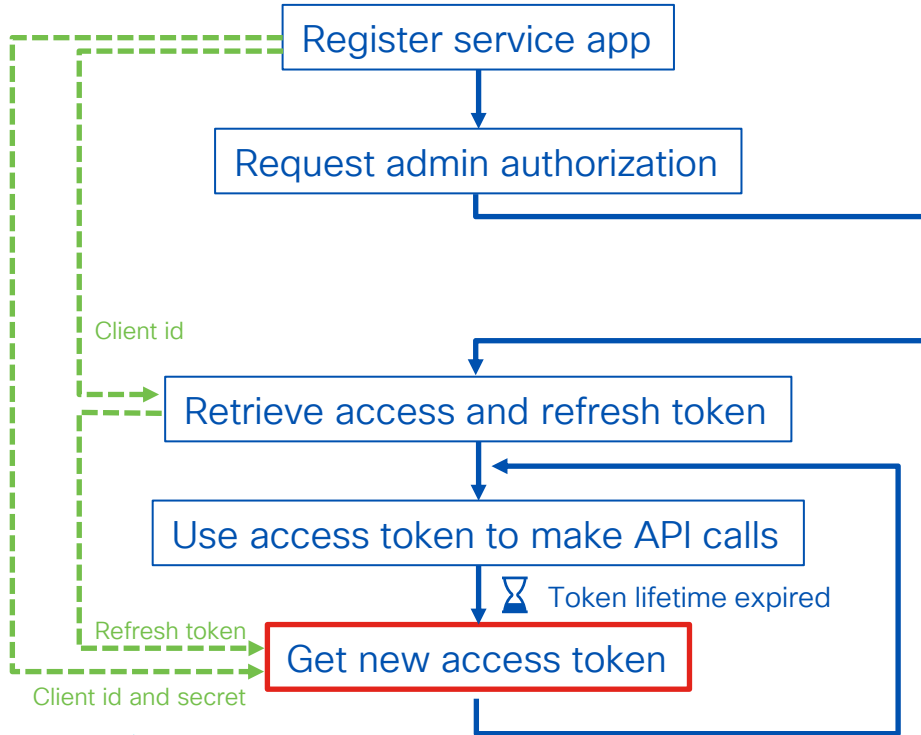 Register service app
Request admin authorization
Client id
Retrieve access and refresh token
Use access token to make API calls
Token lifetime expired
Refresh token
Get new access token
Client id and secret